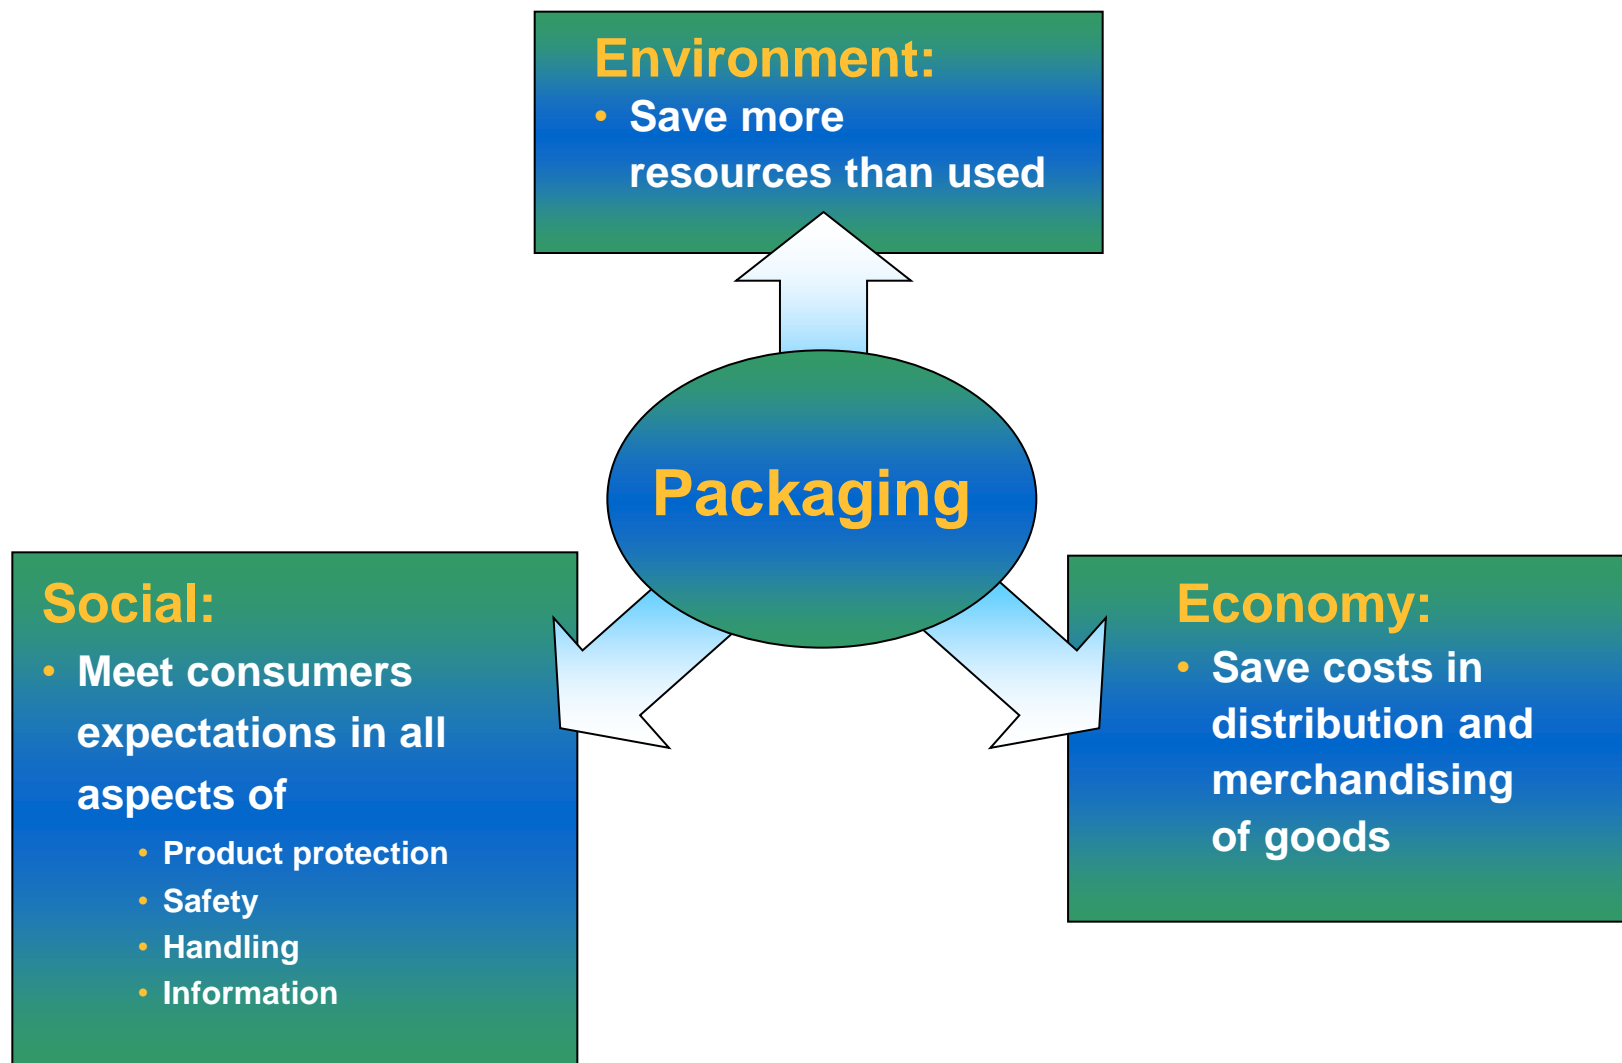 Environment:
• Save more
resources than used
Packaging
Social:
• Meet consumers
expectations in all
aspects of
• Product protection
• Safety
• Handling
• Information
Economy:
• Save costs in
distribution and
merchandising
of goods